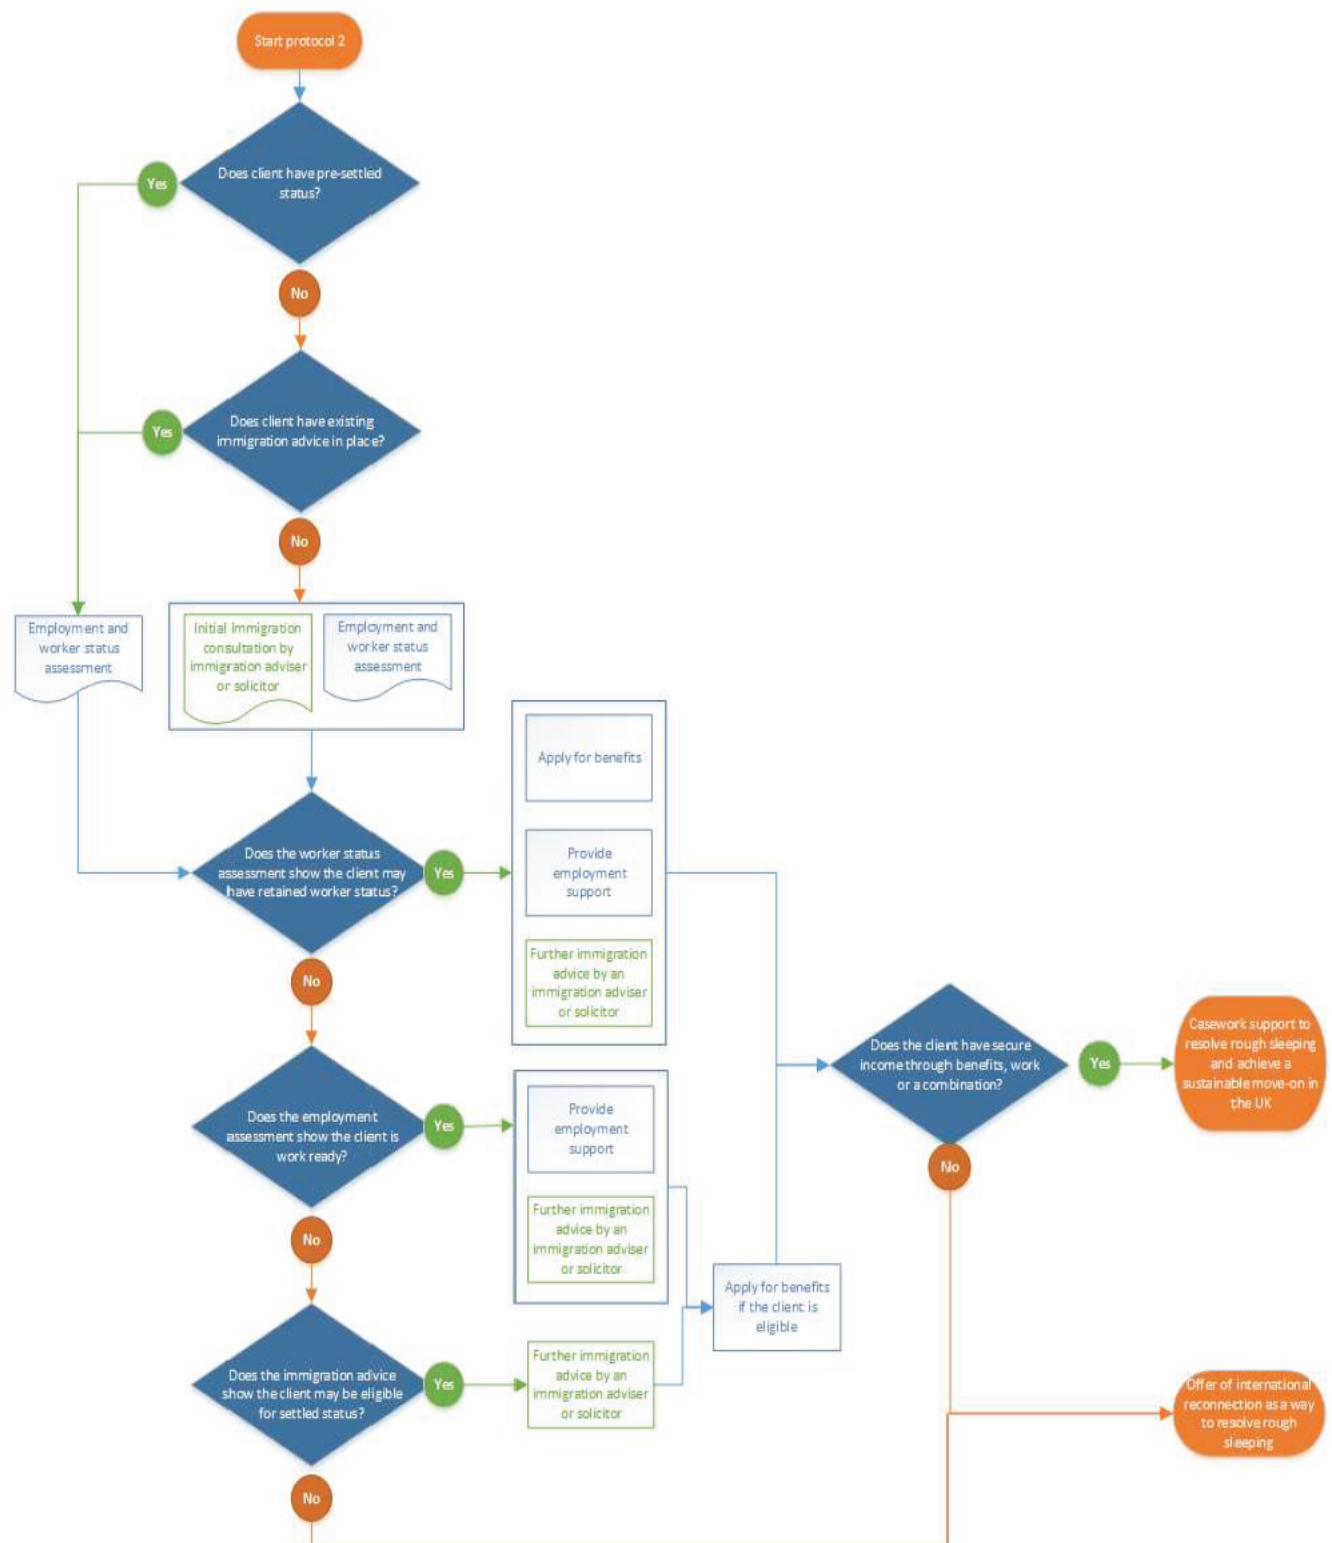 Start protocol 2
Does client have pre-settled
status?
Yes
No
Does client have existing
immigration advice in place?
Yes
No
Employment and
worker status
assessment
Initial immigration
consultation by
immigration adviser
or solicitor
Employment and
worker status
assessment
Does the worker status
assessment show the client may
have retained worker status?
Yes
No
Apply for benefits
Provide
employment
support
Further immigration
advice by an
immigration adviser
or solicitor
Does the employment
assessment show the client is
work ready?
Yes
No
Provide
employment
support
Further immigration
advice by an
immigration adviser
or solicitor
Does the immigration advice
show the client may be eligible
for settled status?
Yes
No
Further immigration
advice by an
immigration adviser
or solicitor
Apply for benefits
if the client is
eligible
Does the client have secure
income through benefits, work
or a combination?
Yes
No
Casework support to
resolve rough sleeping
and achieve a
sustainable move-on in
the UK
Offer of international
reconnection as a way
to resolve rough
sleeping